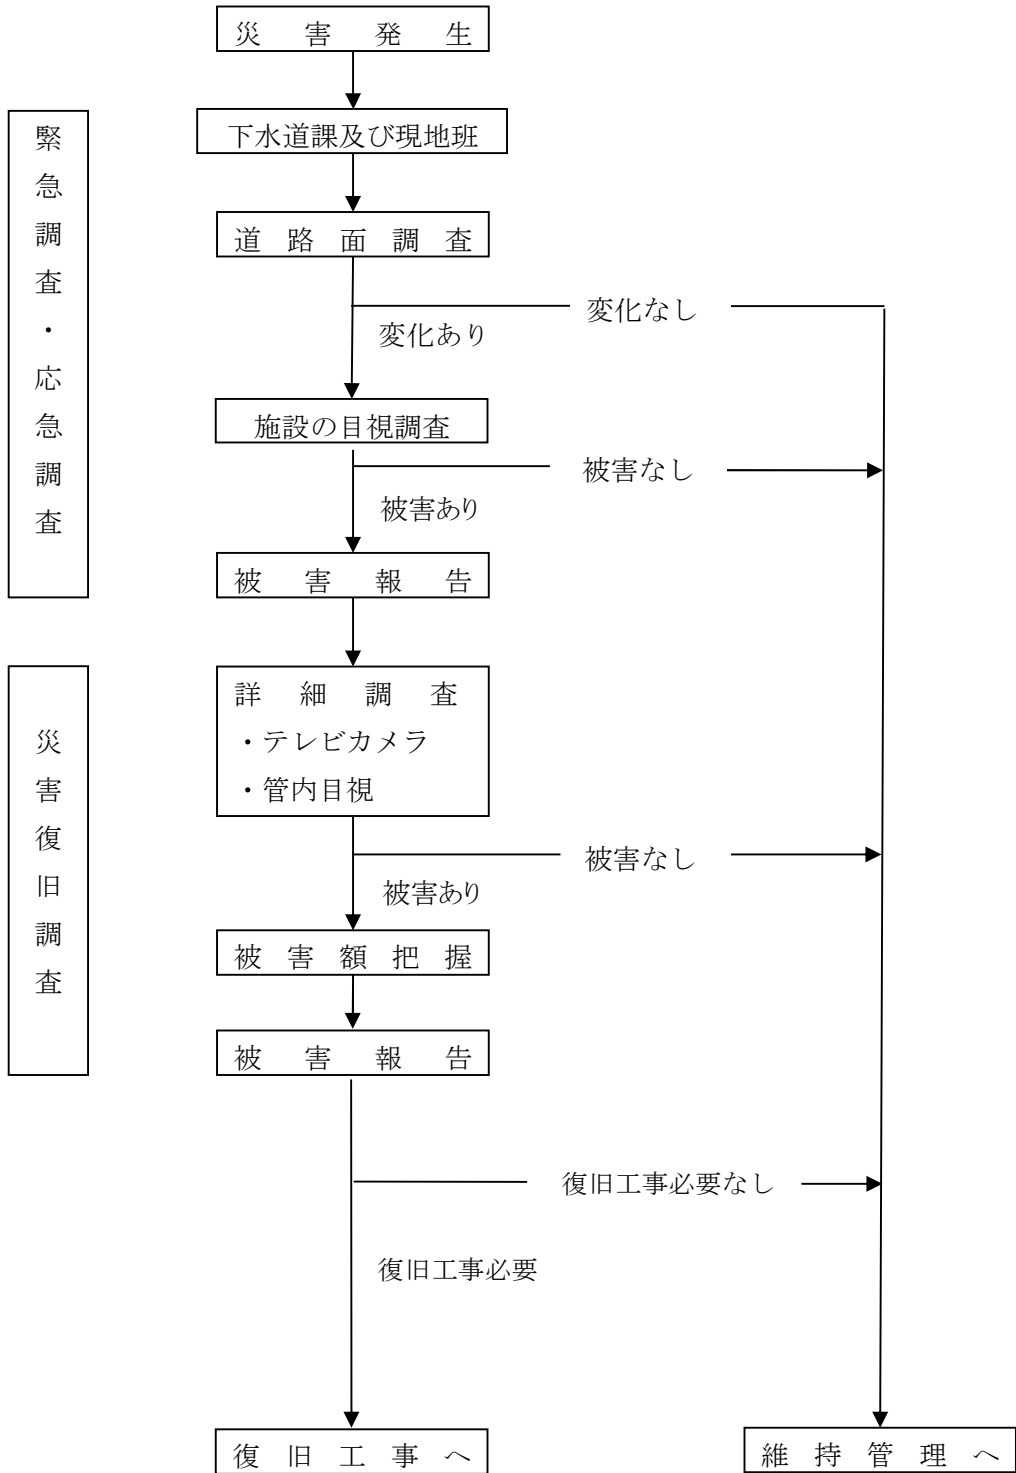 災害発生
下水道課及び現地班
緊急調査・応急調査
道路面調査
変化なし
変化あり
施設の目視調査
被害なし
被害あり
被害報告
災害復旧調査
詳細調査
・テレビカメラ
・管内目視
被害なし
被害あり
被害額把握
被害報告
復旧工事必要なし
復旧工事必要
復旧工事へ
維持管理へ